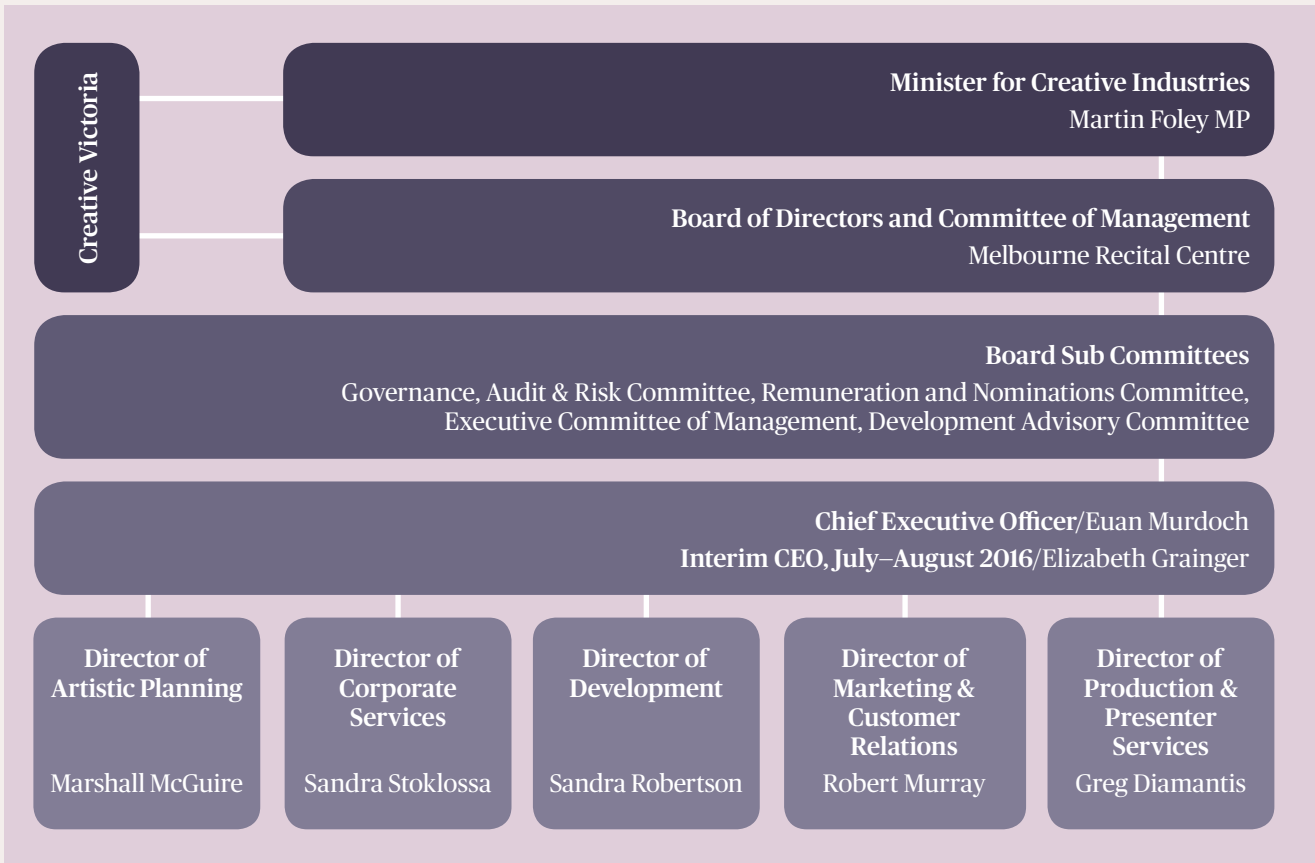 Creative Victoria
Minister for Creative Industries
Martin Foley MP
Board of Directors and Committee of Management
Melbourne Recital Centre
Board Sub Committees
Governance, Audit & Risk Committee, Remuneration and Nominations Committee,
Executive Committee of Management, Development Advisory Committee
Chief Executive Officer/Euan Murdoch
Interim CEO, July–August 2016/Elizabeth Grainger
Director of
Artistic Planning
Marshall McGuire
Director of
Corporate
Services
Sandra Stoklossa
Director of
Development
Sandra Robertson
Director of
Marketing &
Customer
Relations
Robert Murray
Director of
Production &
Presenter
Services
Greg Diamantis